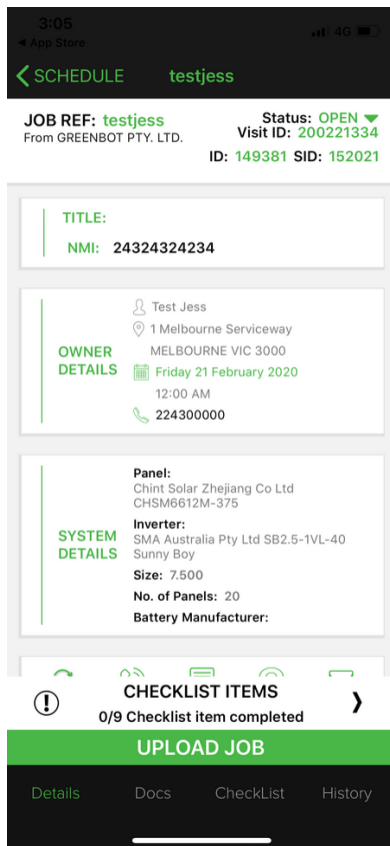 3:05
4G
App Store
SCHEDULE testjess
JOB REF: testjess
Status: OPEN
From GREENBOT PTY. LTD.
Visit ID: 200221334
ID: 149381 SID: 152021
TITLE:
NMI: 24324324234
OWNER DETAILS
Test Jess
1 Melbourne Serviceway
MELBOURNE VIC 3000
Friday 21 February 2020
12:00 AM
224300000
SYSTEM DETAILS
Panel:
Chint Solar Zhejiang Co Ltd
CHSM6612M-375
Inverter:
SMA Australia Pty Ltd SB2.5-1VL-40
Sunny Boy
Size: 7.500
No. of Panels: 20
Battery Manufacturer:
CHECKLIST ITEMS
0/9 Checklist item completed
UPLOAD JOB
Details Docs CheckList History